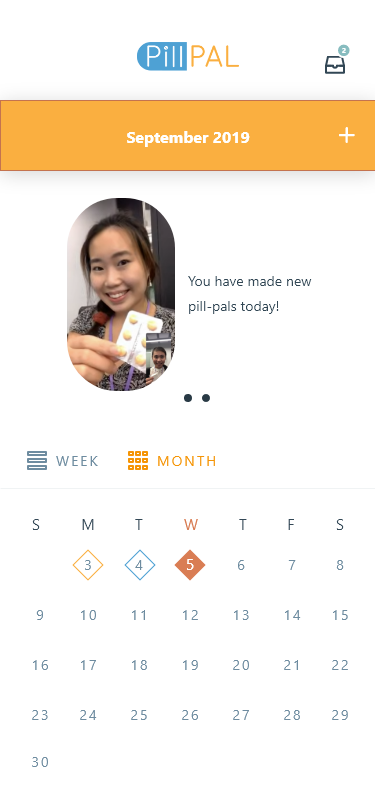 PillPAL
2
September 2019
+
You have made new
pill-pals today!
WEEK MONTH
S M T W T F S
3 4 5 6 7 8
9 10 11 12 13 14 15
16 17 18 19 20 21 22
23 24 25 26 27 28 29
30